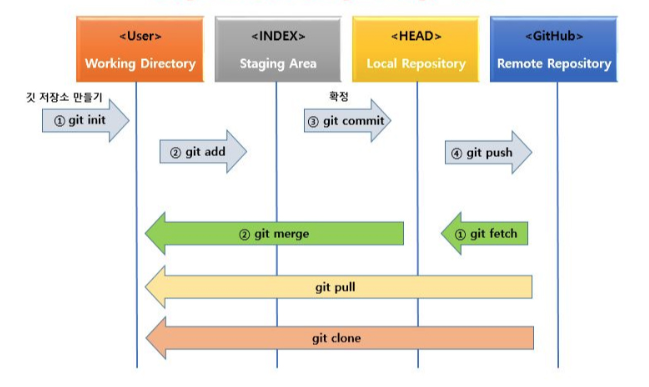 <User>
Working Directory
<INDEX>
Staging Area
<HEAD>
Local Repository
<GitHub>
Remote Repository
깃 저장소 만들기
① git init
② git add
확정
③ git commit
④ git push
② git merge
① git fetch
git pull
git clone